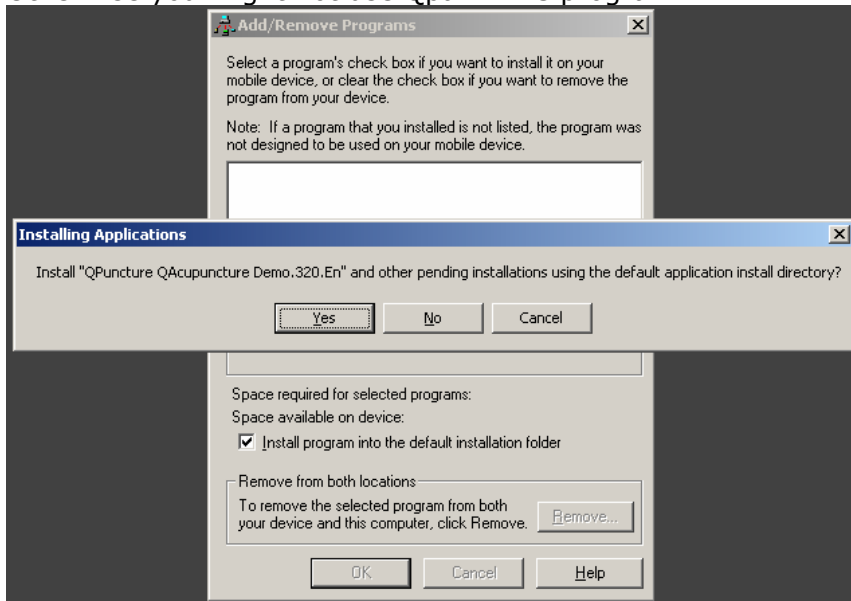 Add/Remove Programs
Select a program's check box if you want to install it on your
mobile device, or clear the check box if you want to remove the
program from your device.
Note: If a program that you installed is not listed, the program was
not designed to be used on your mobile device.
Installing Applications
Install "QPuncture QAcupuncture Demo.320.En" and other pending installations using the default application install directory?
Yes No Cancel
Space required for selected programs:
Space available on device:
Install program into the default installation folder
Remove from both locations
To remove the selected program from both
your device and this computer, click Remove.
Remove...
OK Cancel Help